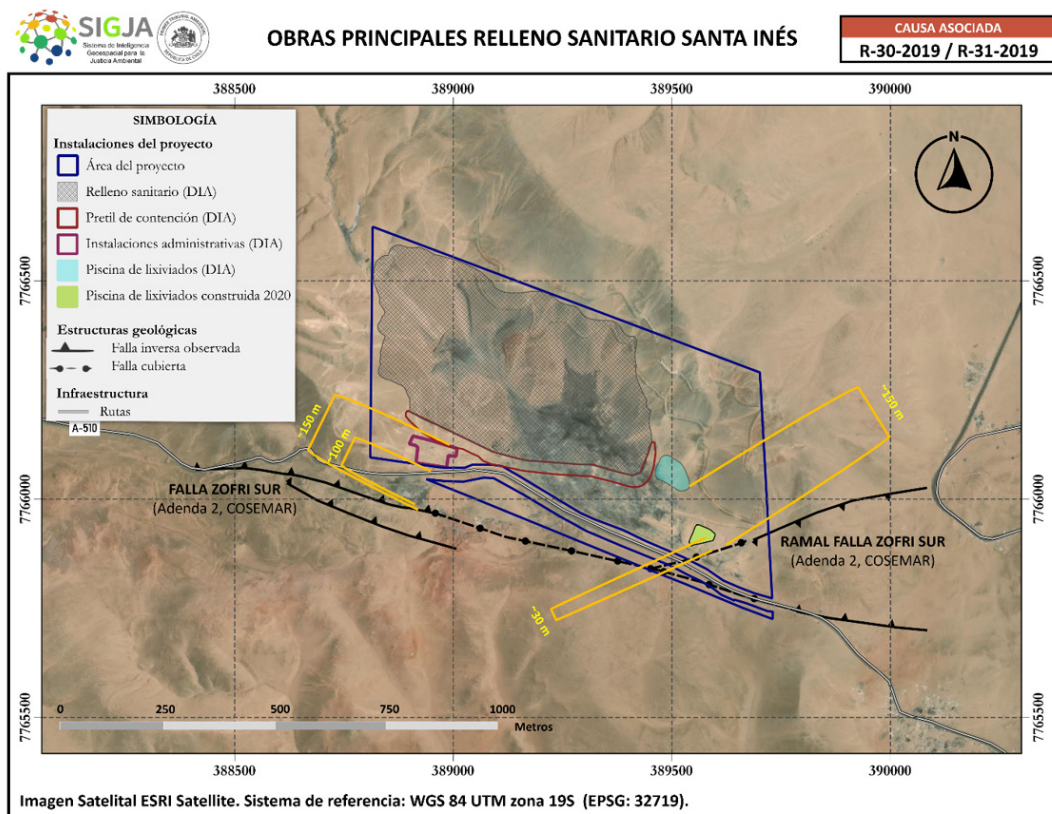 SIGJA
Sistema de Inteligencia
Geoespacial para la
Justicia Ambiental
OBRAS PRINCIPALES RELLENO SANITARIO SANTA INÉS
CAUSA ASOCIADA
R-30-2019 / R-31-2019
388500
389000
389500
390000
SIMBOLOGÍA
Instalaciones del proyecto
Área del proyecto
Relleno sanitario (DIA)
Pretil de contención (DIA)
Instalaciones administrativas (DIA)
Piscina de lixiviados (DIA)
Piscina de lixiviados construida 2020
Estructuras geológicas
Falla inversa observada
Falla cubierta
Infraestructura
Rutas
A-510
N
7766500
7766500
~150 m
~100 m
~150 m
7766000
7766000
FALLA ZOFRI SUR
(Adenda 2, COSEMAR)
RAMAL FALLA ZOFRI SUR
(Adenda 2, COSEMAR)
~30 m
7765500
7765500
0
250
500
750
1000
Metros
388500
389000
389500
390000
Imagen Satelital ESRI Satellite. Sistema de referencia: WGS 84 UTM zona 19S (EPSG: 32719).